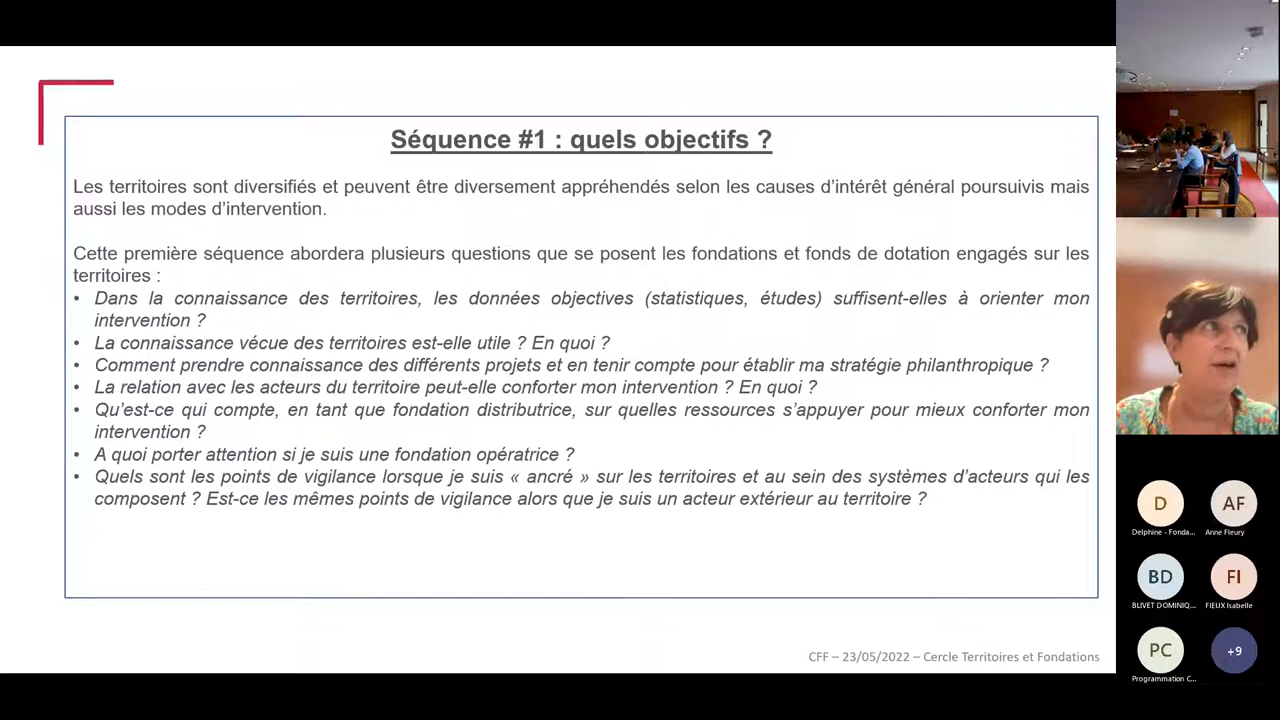 Séquence #1 : quels objectifs ?
Les territoires sont diversifiés et peuvent être diversement appréhendés selon les causes d’intérêt général poursuivis mais
aussi les modes d’intervention.
Cette première séquence abordera plusieurs questions que se posent les fondations et fonds de dotation engagés sur les
territoires :
• Dans la connaissance des territoires, les données objectives (statistiques, études) suffisent-elles à orienter mon
intervention ?
• La connaissance vécue des territoires est-elle utile ? En quoi ?
• Comment prendre connaissance des différents projets et en tenir compte pour établir ma stratégie philanthropique ?
• La relation avec les acteurs du territoire peut-elle conforter mon intervention ? En quoi ?
• Qu’est-ce qui compte, en tant que fondation distributrice, sur quelles ressources s’appuyer pour mieux conforter mon
intervention ?
• A quoi porter attention si je suis une fondation opératrice ?
• Quels sont les points de vigilance lorsque je suis « ancré » sur les territoires et au sein des systèmes d’acteurs qui les
composent ? Est-ce les mêmes points de vigilance alors que je suis un acteur extérieur au territoire ?
CFF – 23/05/2022 – Cercle Territoires et Fondations
D
Delphine - Fonda...
AF
Anne Fleury
BD
BLIVET DOMINIQ...
FI
FIEUX Isabelle
PC
Programmation C...
+9